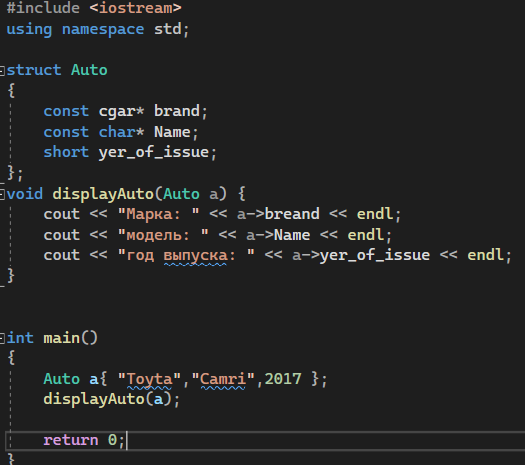 #include <iostream>
using namespace std;
struct Auto
{
const cgar* brand;
const char* Name;
short yer_of_issue;
};
void displayAuto(Auto a) {
cout << "Марка: " << a->breand << endl;
cout << "модель: " << a->Name << endl;
cout << "год выпуска: " << a->yer_of_issue << endl;
}
int main()
{
Auto a{ "Toyta","Camri",2017 };
displayAuto(a);
return 0;
}